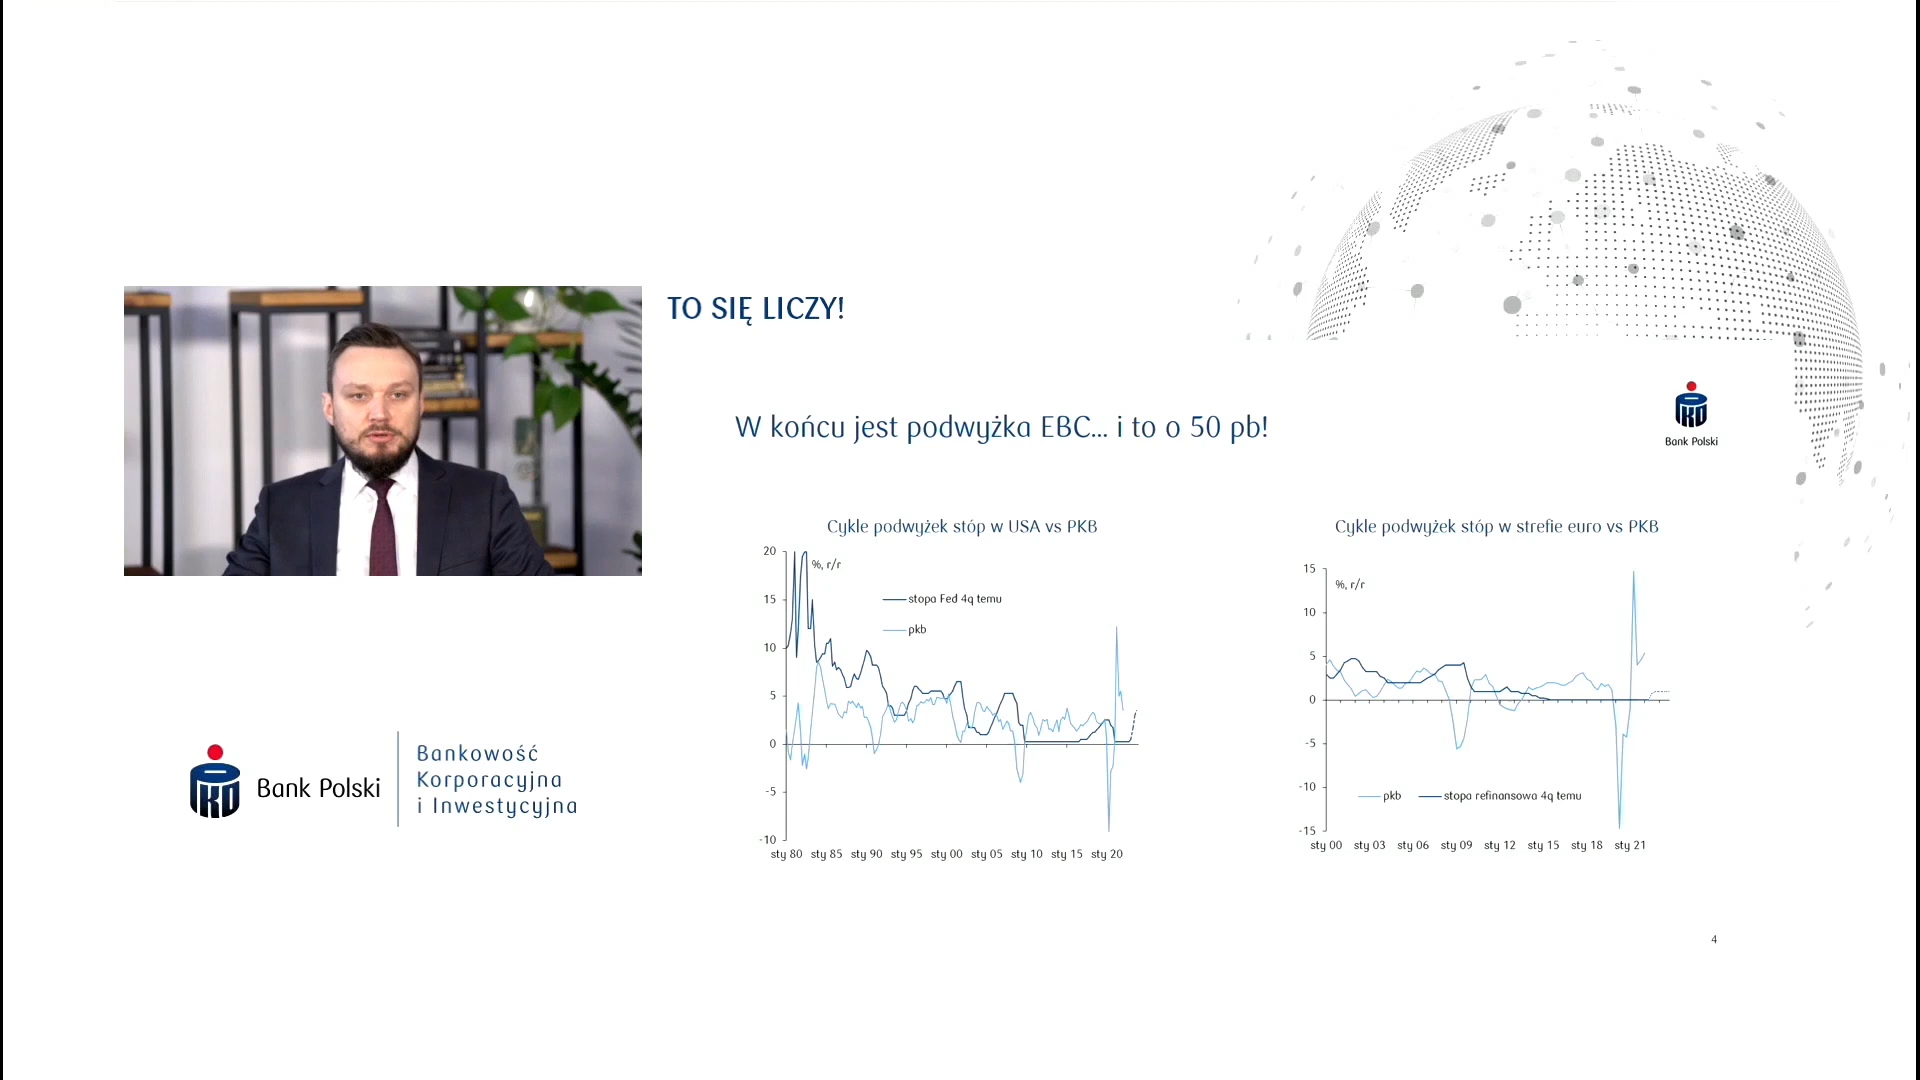 TO SIĘ LICZY!
W końcu jest podwyżka EBC... i to o 50 pb!
Bank Polski
Cykle podwyżek stóp w USA vs PKB
20
15
10
5
0
-5
-10
%, r/r
stopa Fed 4q temu
pkb
sty 80 sty 85 sty 90 sty 95 sty 00 sty 05 sty 10 sty 15 sty 20
Cykle podwyżek stóp w strefie euro vs PKB
15
10
5
0
-5
-10
-15
%, r/r
pkb stopa refinansowa 4q temu
sty 00 sty 03 sty 06 sty 09 sty 12 sty 15 sty 18 sty 21
Bank Polski
Bankowość
Korporacyjna
i Inwestycyjna
4